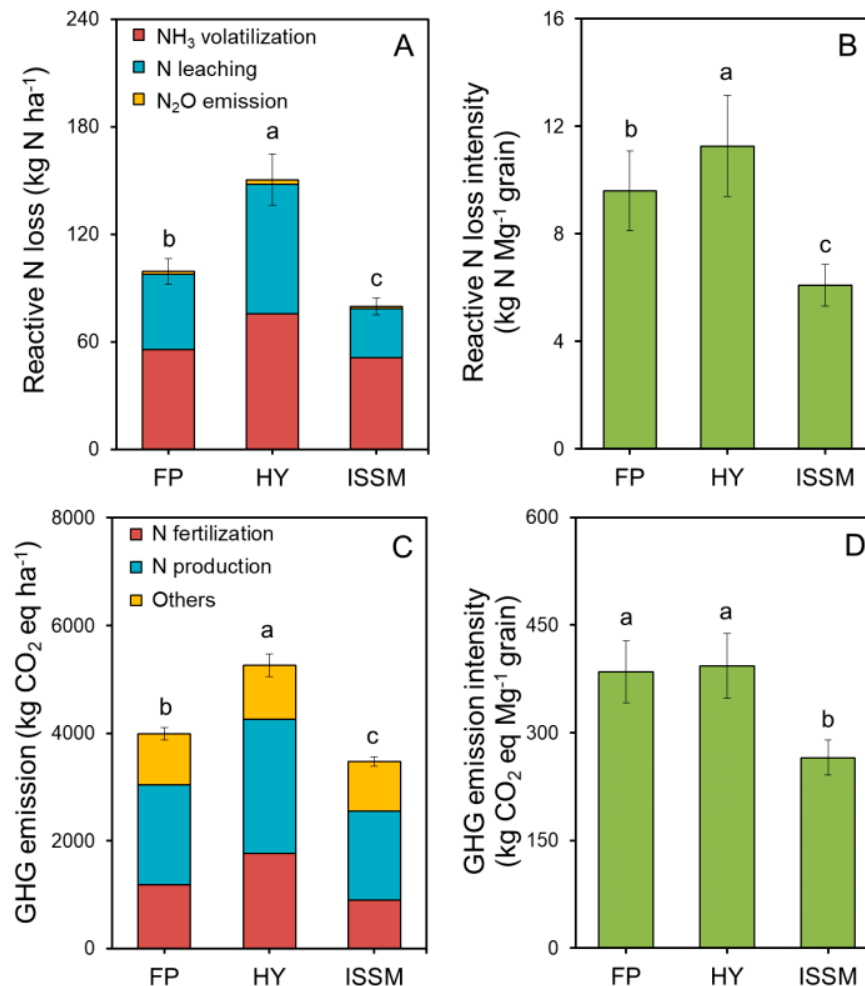 A
NH₃ volatilization
N leaching
N₂O emission
Reactive N loss (kg N ha⁻¹)
240
180
120
60
0
b
a
c
FP
HY
ISSM
B
Reactive N loss intensity
(kg N Mg⁻¹ grain)
16
12
8
4
0
b
a
c
FP
HY
ISSM
C
N fertilization
N production
Others
GHG emission (kg CO₂ eq ha⁻¹)
8000
6000
4000
2000
0
b
a
c
FP
HY
ISSM
D
GHG emission intensity
(kg CO₂ eq Mg⁻¹ grain)
600
450
300
150
0
a
a
b
FP
HY
ISSM